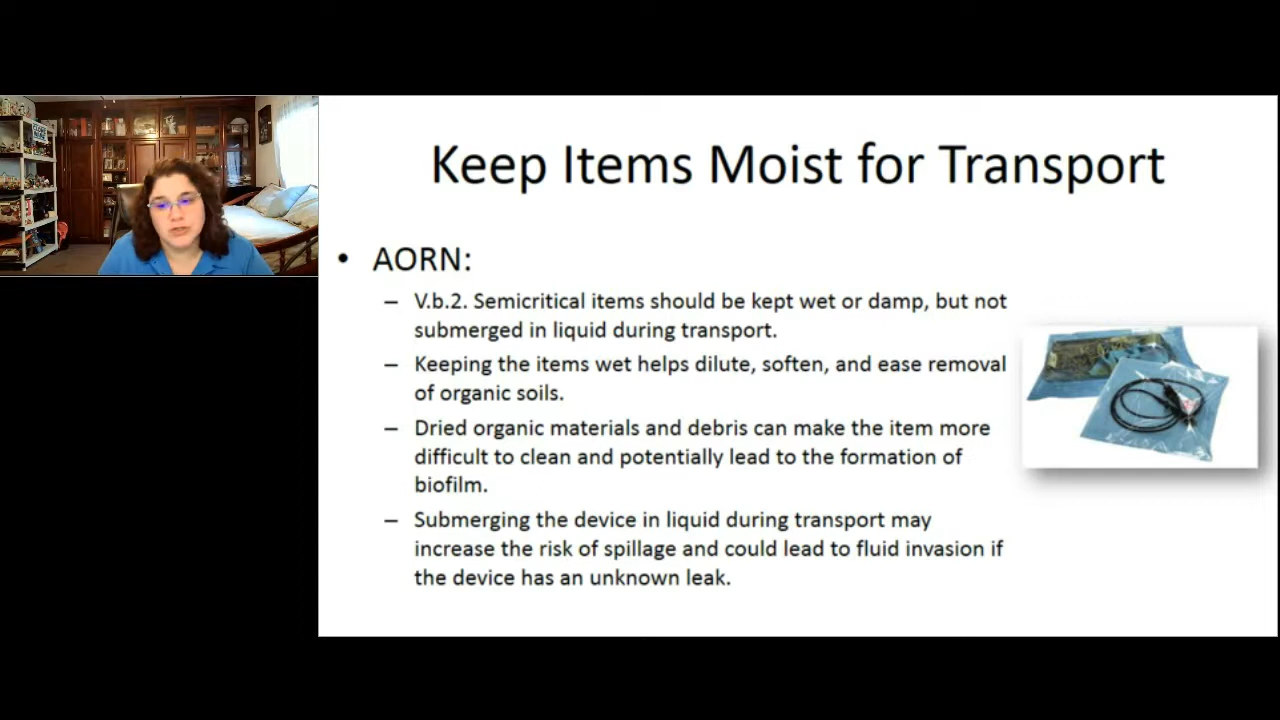 Keep Items Moist for Transport
• AORN:
– V.b.2. Semicritical items should be kept wet or damp, but not
submerged in liquid during transport.
– Keeping the items wet helps dilute, soften, and ease removal
of organic soils.
– Dried organic materials and debris can make the item more
difficult to clean and potentially lead to the formation of
biofilm.
– Submerging the device in liquid during transport may
increase the risk of spillage and could lead to fluid invasion if
the device has an unknown leak.